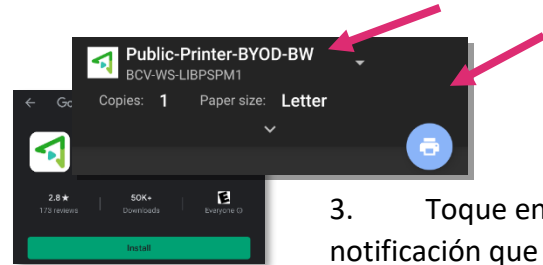 Public-Printer-BYOD-BW
BCV-WS-LIBPSPM1
Copies: 1 Paper size: Letter
2.8★ 50K+ E
173 reviews Downloads Everyone
Install
3. Toque en
notificación que